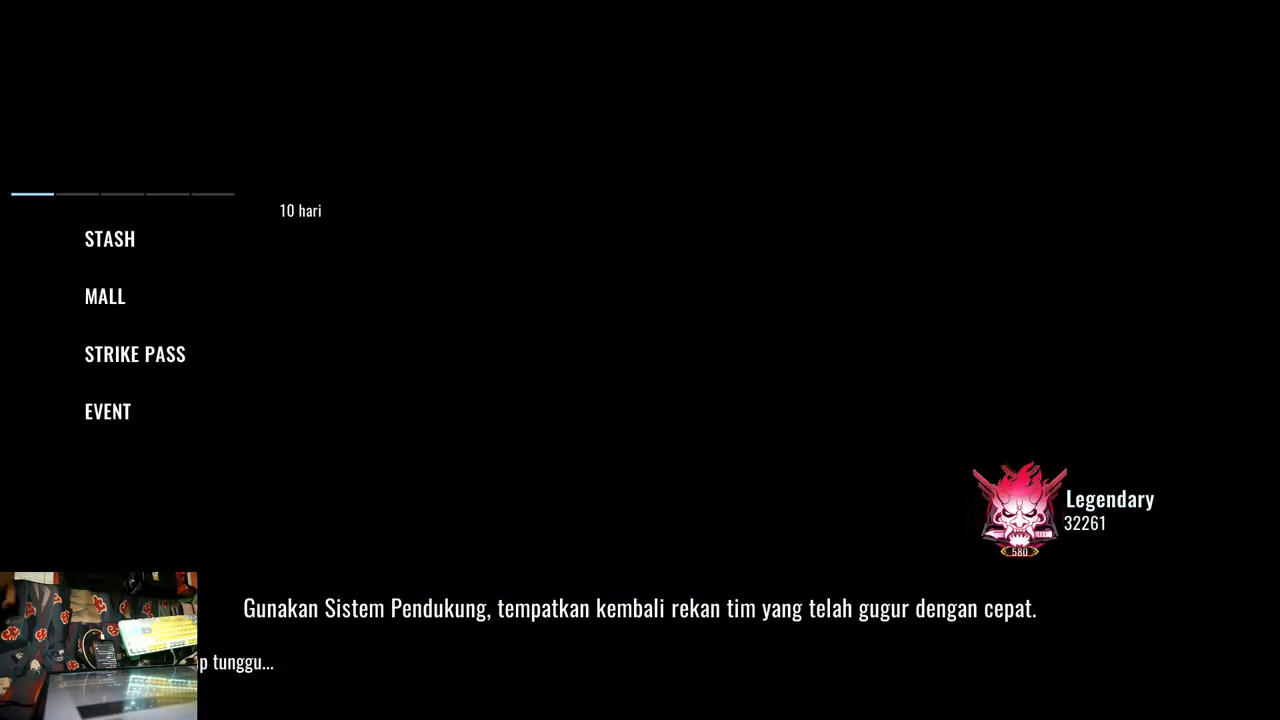 10 hari
STASH
MALL
STRIKE PASS
EVENT
Legendary
32261
580
Gunakan Sistem Pendukung, tempatkan kembali rekan tim yang telah gugur dengan cepat.
p tunggu...